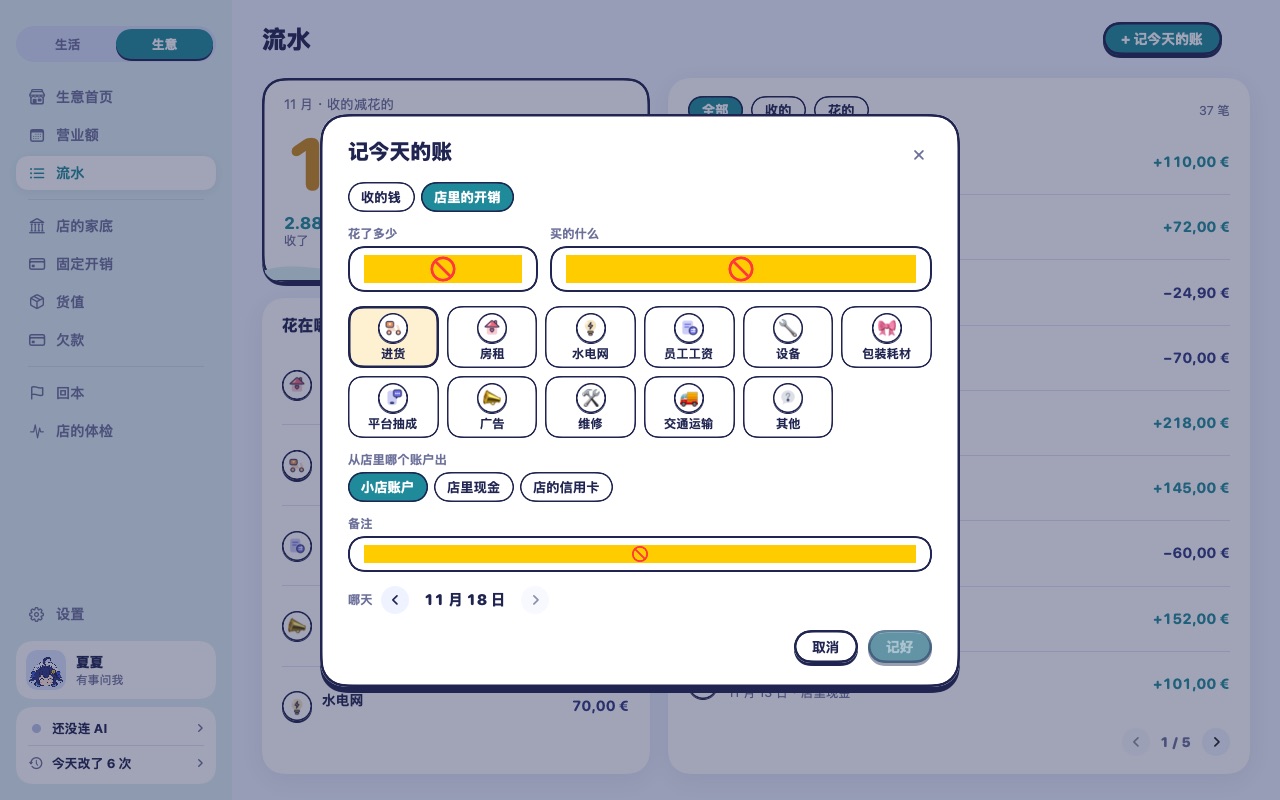 生活
生意
生意首页
营业额
流水
店的家底
固定开销
货值
欠款
回本
店的体检
设置
夏夏
有事问我
还没连 AI
今天改了 6 次
流水
+ 记今天的账
11 月 · 收的减花的
1
2.88
收了
花在
水电网
70,00 €
全部
收的
花的
37 笔
+110,00 €
+72,00 €
−24,90 €
−70,00 €
+218,00 €
+145,00 €
−60,00 €
+152,00 €
+101,00 €
11 月 15 日 · 店里现金
1 / 5
记今天的账
收的钱
店里的开销
花了多少
买的什么
进货
房租
水电网
员工工资
设备
包装耗材
平台抽成
广告
维修
交通运输
其他
从店里哪个账户出
小店账户
店里现金
店的信用卡
备注
哪天
11 月 18 日
取消
记好